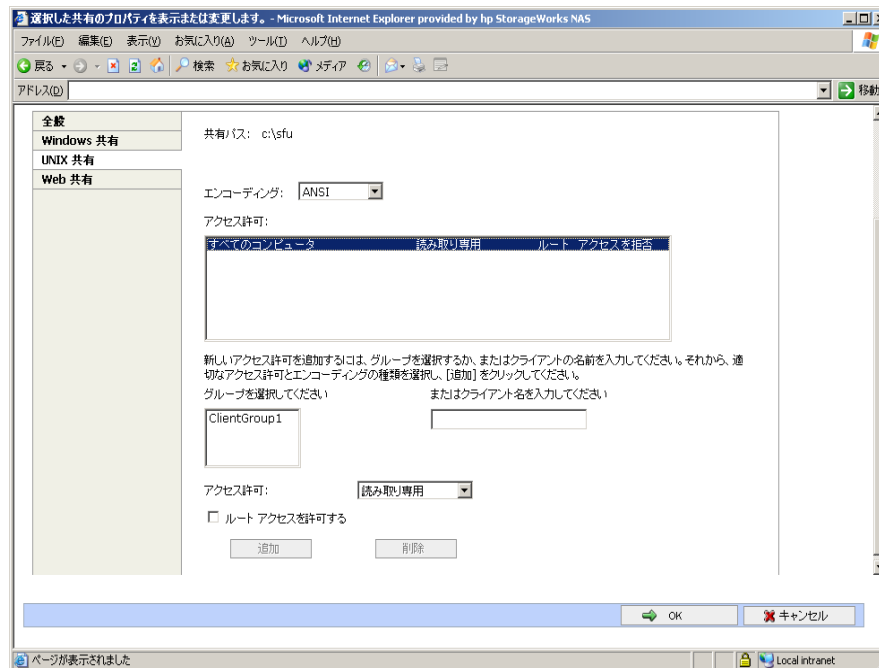 選択した共有のプロパティを表示または変更します。 - Microsoft Internet Explorer provided by hp StorageWorks NAS
ファイル(F) 編集(E) 表示(V) お気に入り(A) ツール(T) ヘルプ(H)
戻る 検索 お気に入り メディア
アドレス(D) 移動
全般
Windows 共有
UNIX 共有
Web 共有
共有パス: c:\sfu
エンコーディング: ANSI
アクセス許可:
すべてのコンピュータ 読み取り専用 ルート アクセスを拒否
新しいアクセス許可を追加するには、グループを選択するか、またはクライアントの名前を入力してください。それから、適
切なアクセス許可とエンコーディングの種類を選択し、[追加] をクリックしてください。
グループを選択してください またはクライアント名を入力してください
ClientGroup1
アクセス許可: 読み取り専用
ルート アクセスを許可する
追加 削除
OK キャンセル
ページが表示されました Local intranet